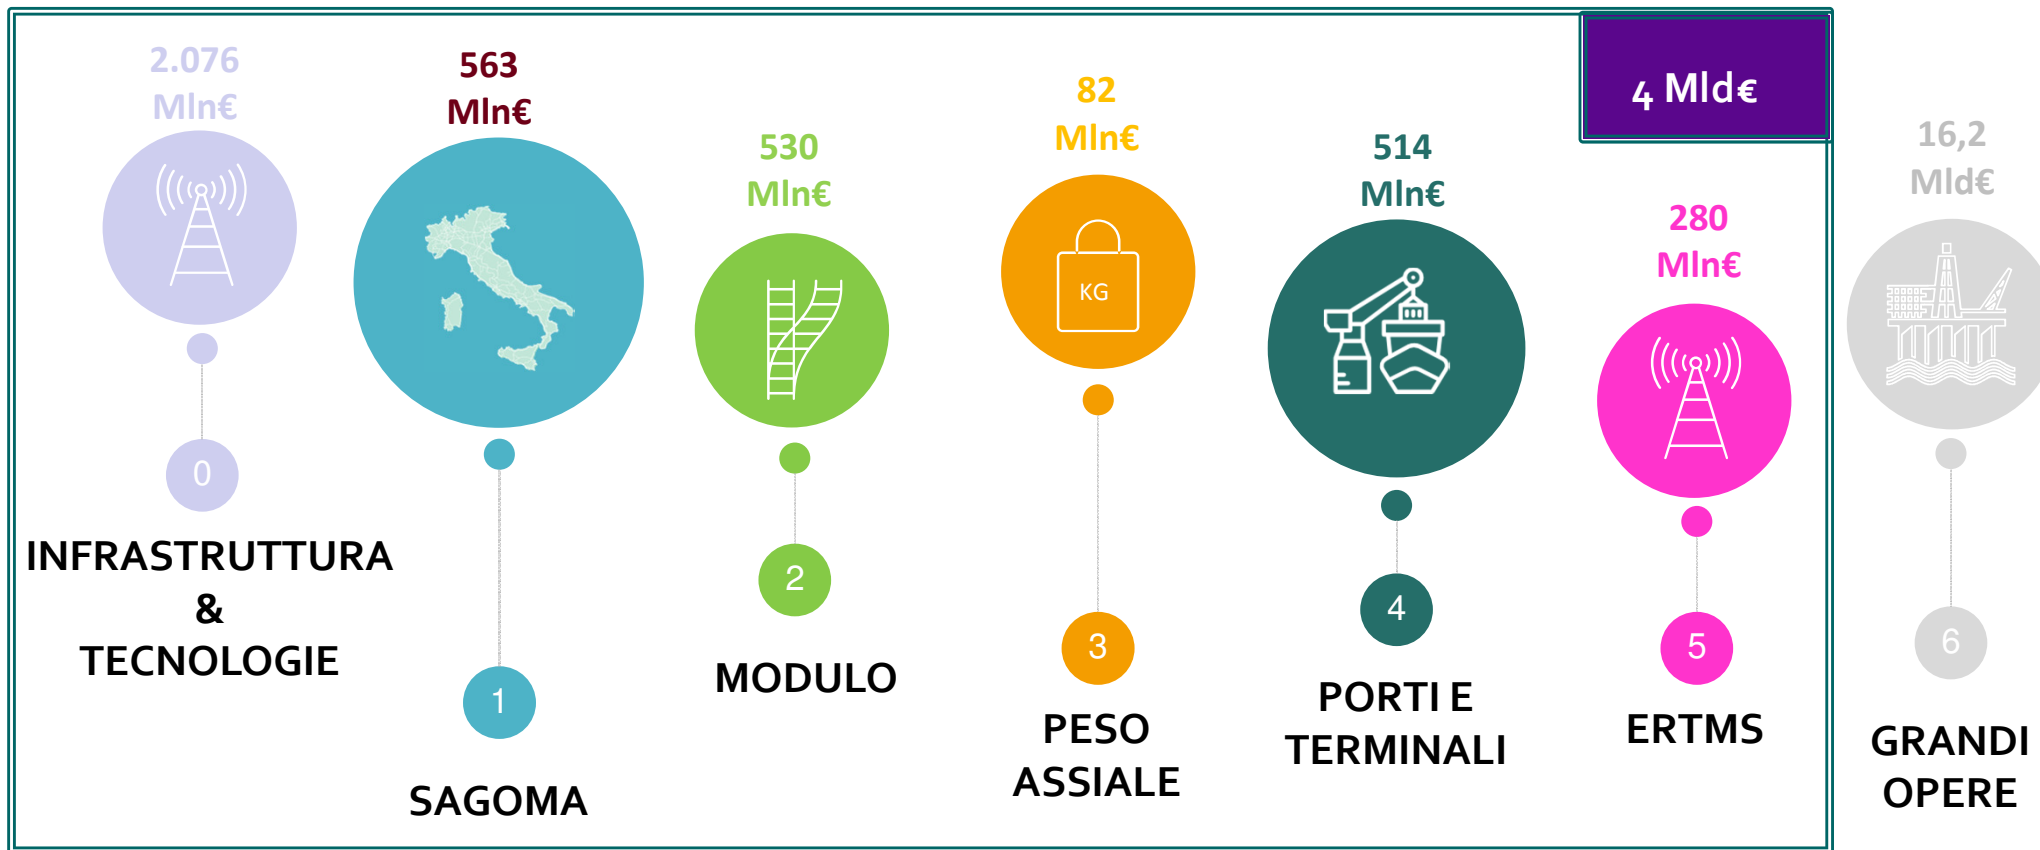 4 Mld€
2.076
Mln€
0
INFRASTRUTTURA
&
TECNOLOGIE
563
Mln€
1
SAGOMA
530
Mln€
2
MODULO
82
Mln€
KG
3
PESO
ASSIALE
514
Mln€
4
PORTI E
TERMINALI
280
Mln€
5
ERTMS
16,2
Mld€
6
GRANDI
OPERE